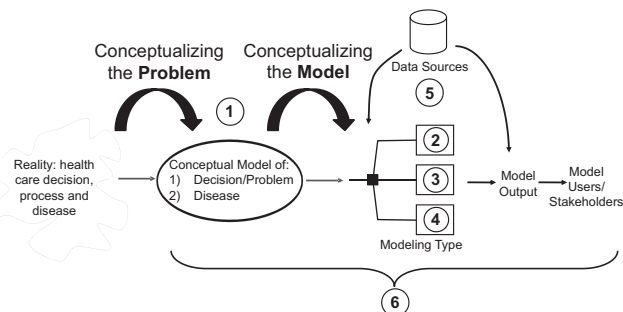 Conceptualizing
the Problem
Conceptualizing
the Model
Data Sources
1
5
2
Reality: health
care decision,
process and
disease
Conceptual Model of:
1) Decision/Problem
2) Disease
3
4
Modeling Type
Model
Output
Model
Users/
Stakeholders
6